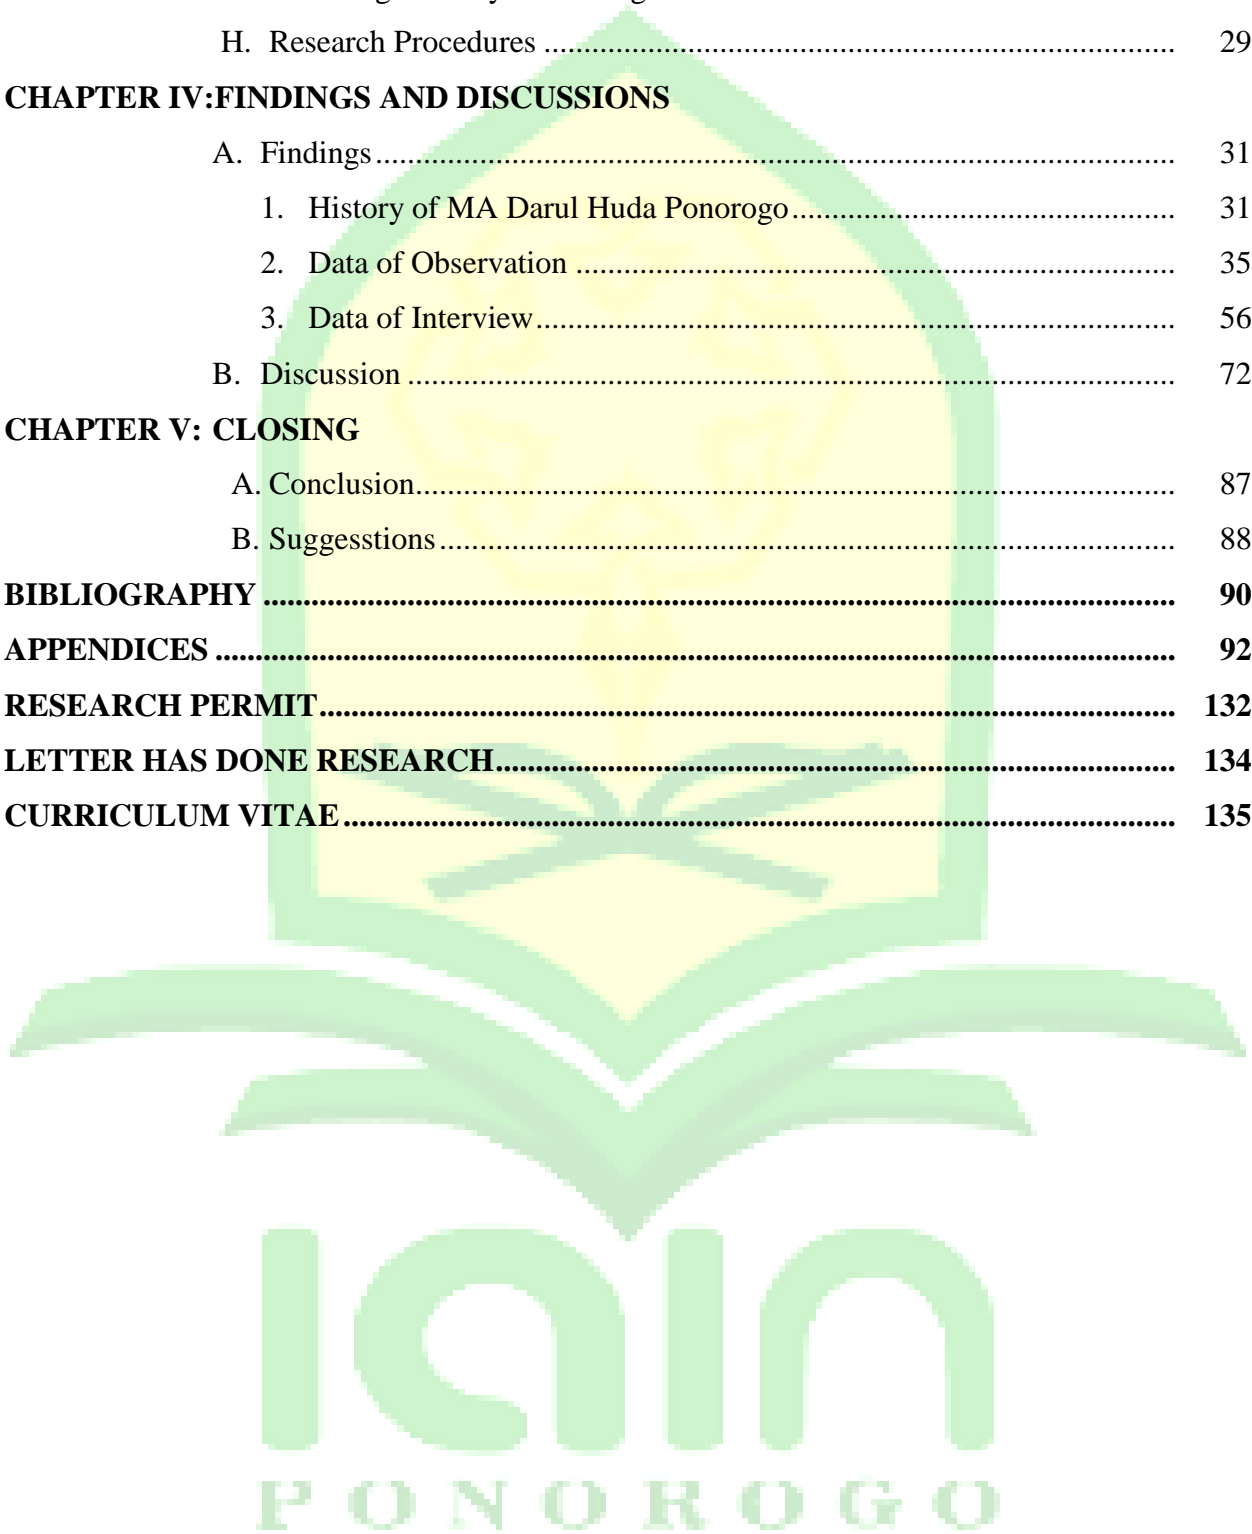 H. Research Procedures ........................................................................................ 29
CHAPTER IV:FINDINGS AND DISCUSSIONS
A. Findings ........................................................................................ 31
1. History of MA Darul Huda Ponorogo ........................................................................................ 31
2. Data of Observation ........................................................................................ 35
3. Data of Interview ........................................................................................ 56
B. Discussion ........................................................................................ 72
CHAPTER V: CLOSING
A. Conclusion ........................................................................................ 87
B. Suggesstions ........................................................................................ 88
BIBLIOGRAPHY ........................................................................................ 90
APPENDICES ........................................................................................ 92
RESEARCH PERMIT ........................................................................................ 132
LETTER HAS DONE RESEARCH ........................................................................................ 134
CURRICULUM VITAE ........................................................................................ 135
iain
PONOROGO